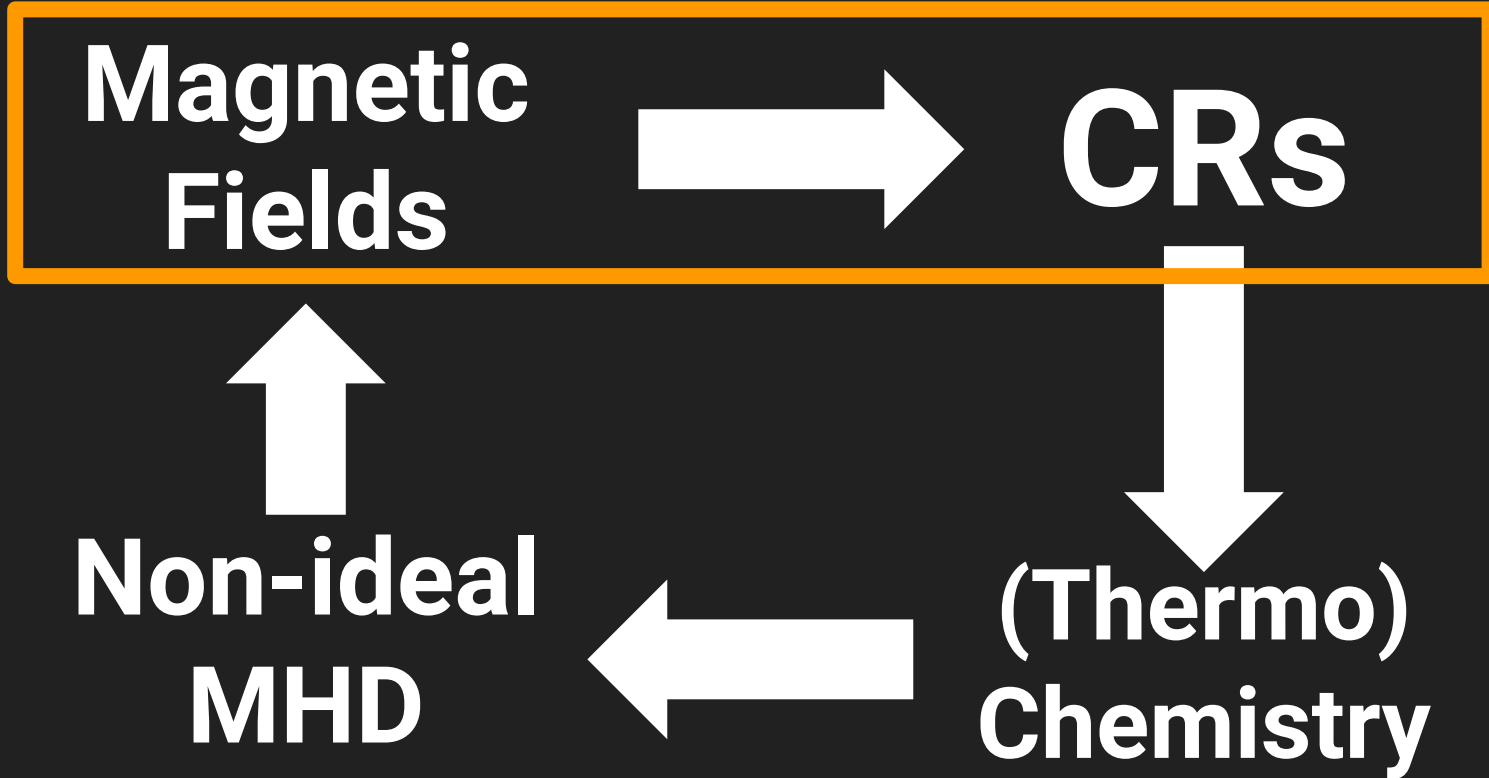 Magnetic
Fields
CRs
Non-ideal
MHD
(Thermo)
Chemistry